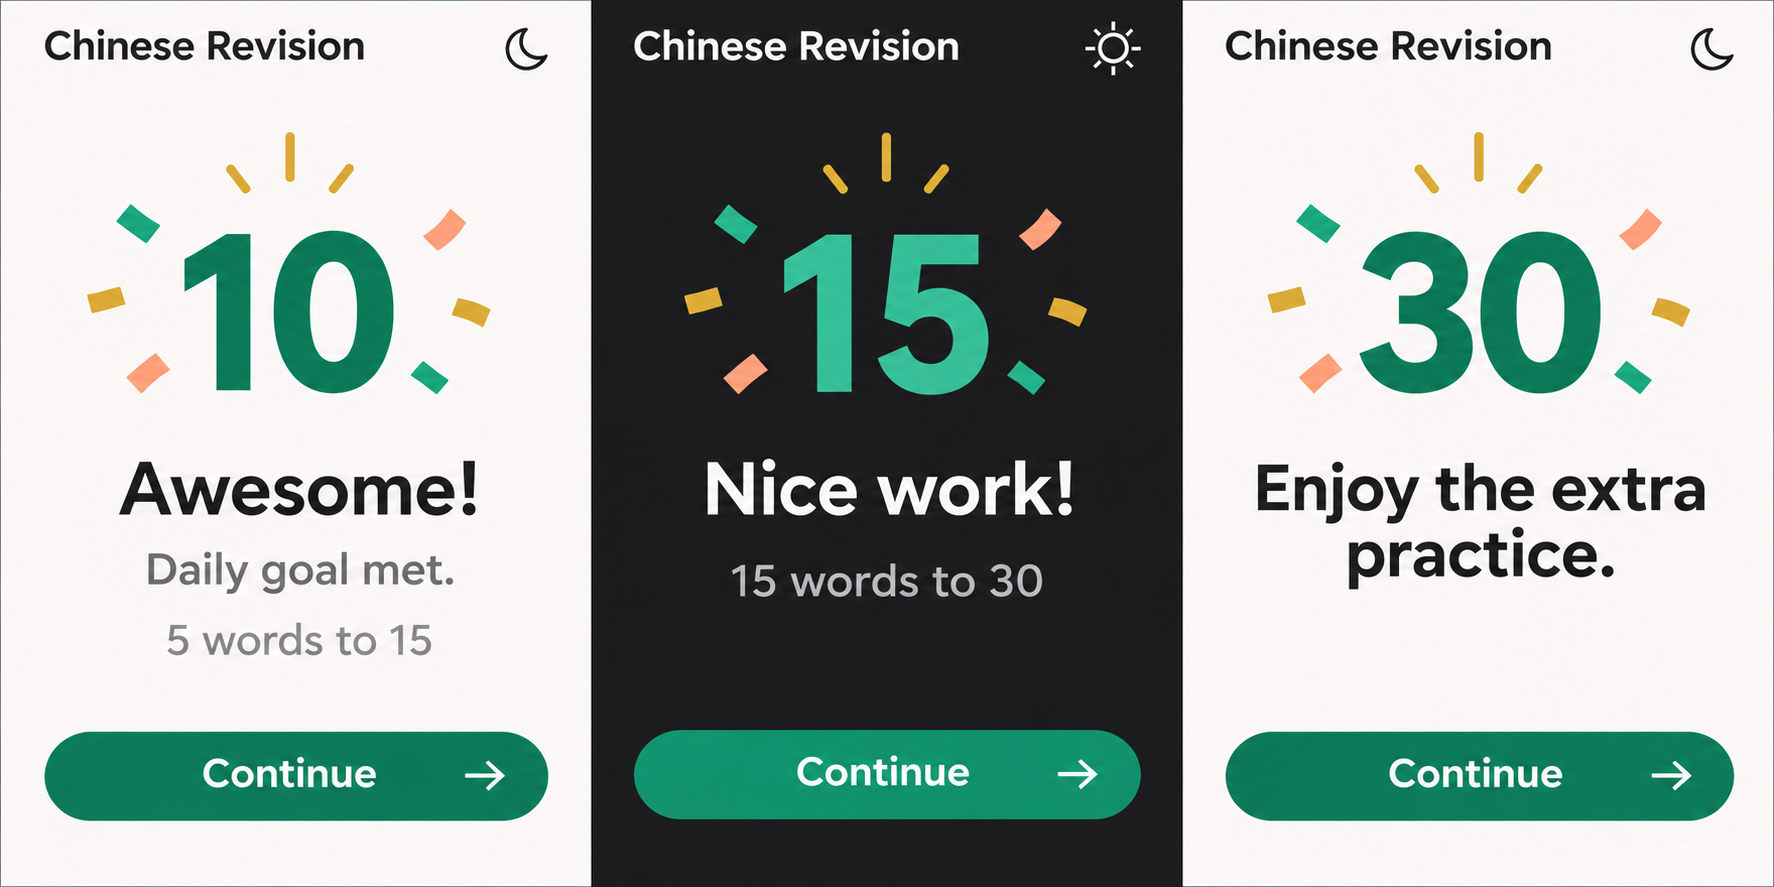 Chinese Revision
10
Awesome!
Daily goal met.
5 words to 15
Continue
Chinese Revision
15
Nice work!
15 words to 30
Continue
Chinese Revision
30
Enjoy the extra
practice.
Continue